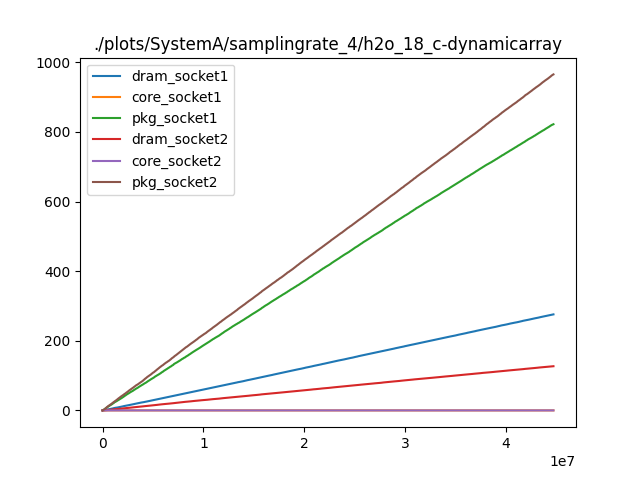 ./plots/SystemA/samplingrate_4/h2o_18_c-dynamicarray
1000
800
600
400
200
0
dram_socket1
core_socket1
pkg_socket1
dram_socket2
core_socket2
pkg_socket2
0 1 2 3 4
1e7